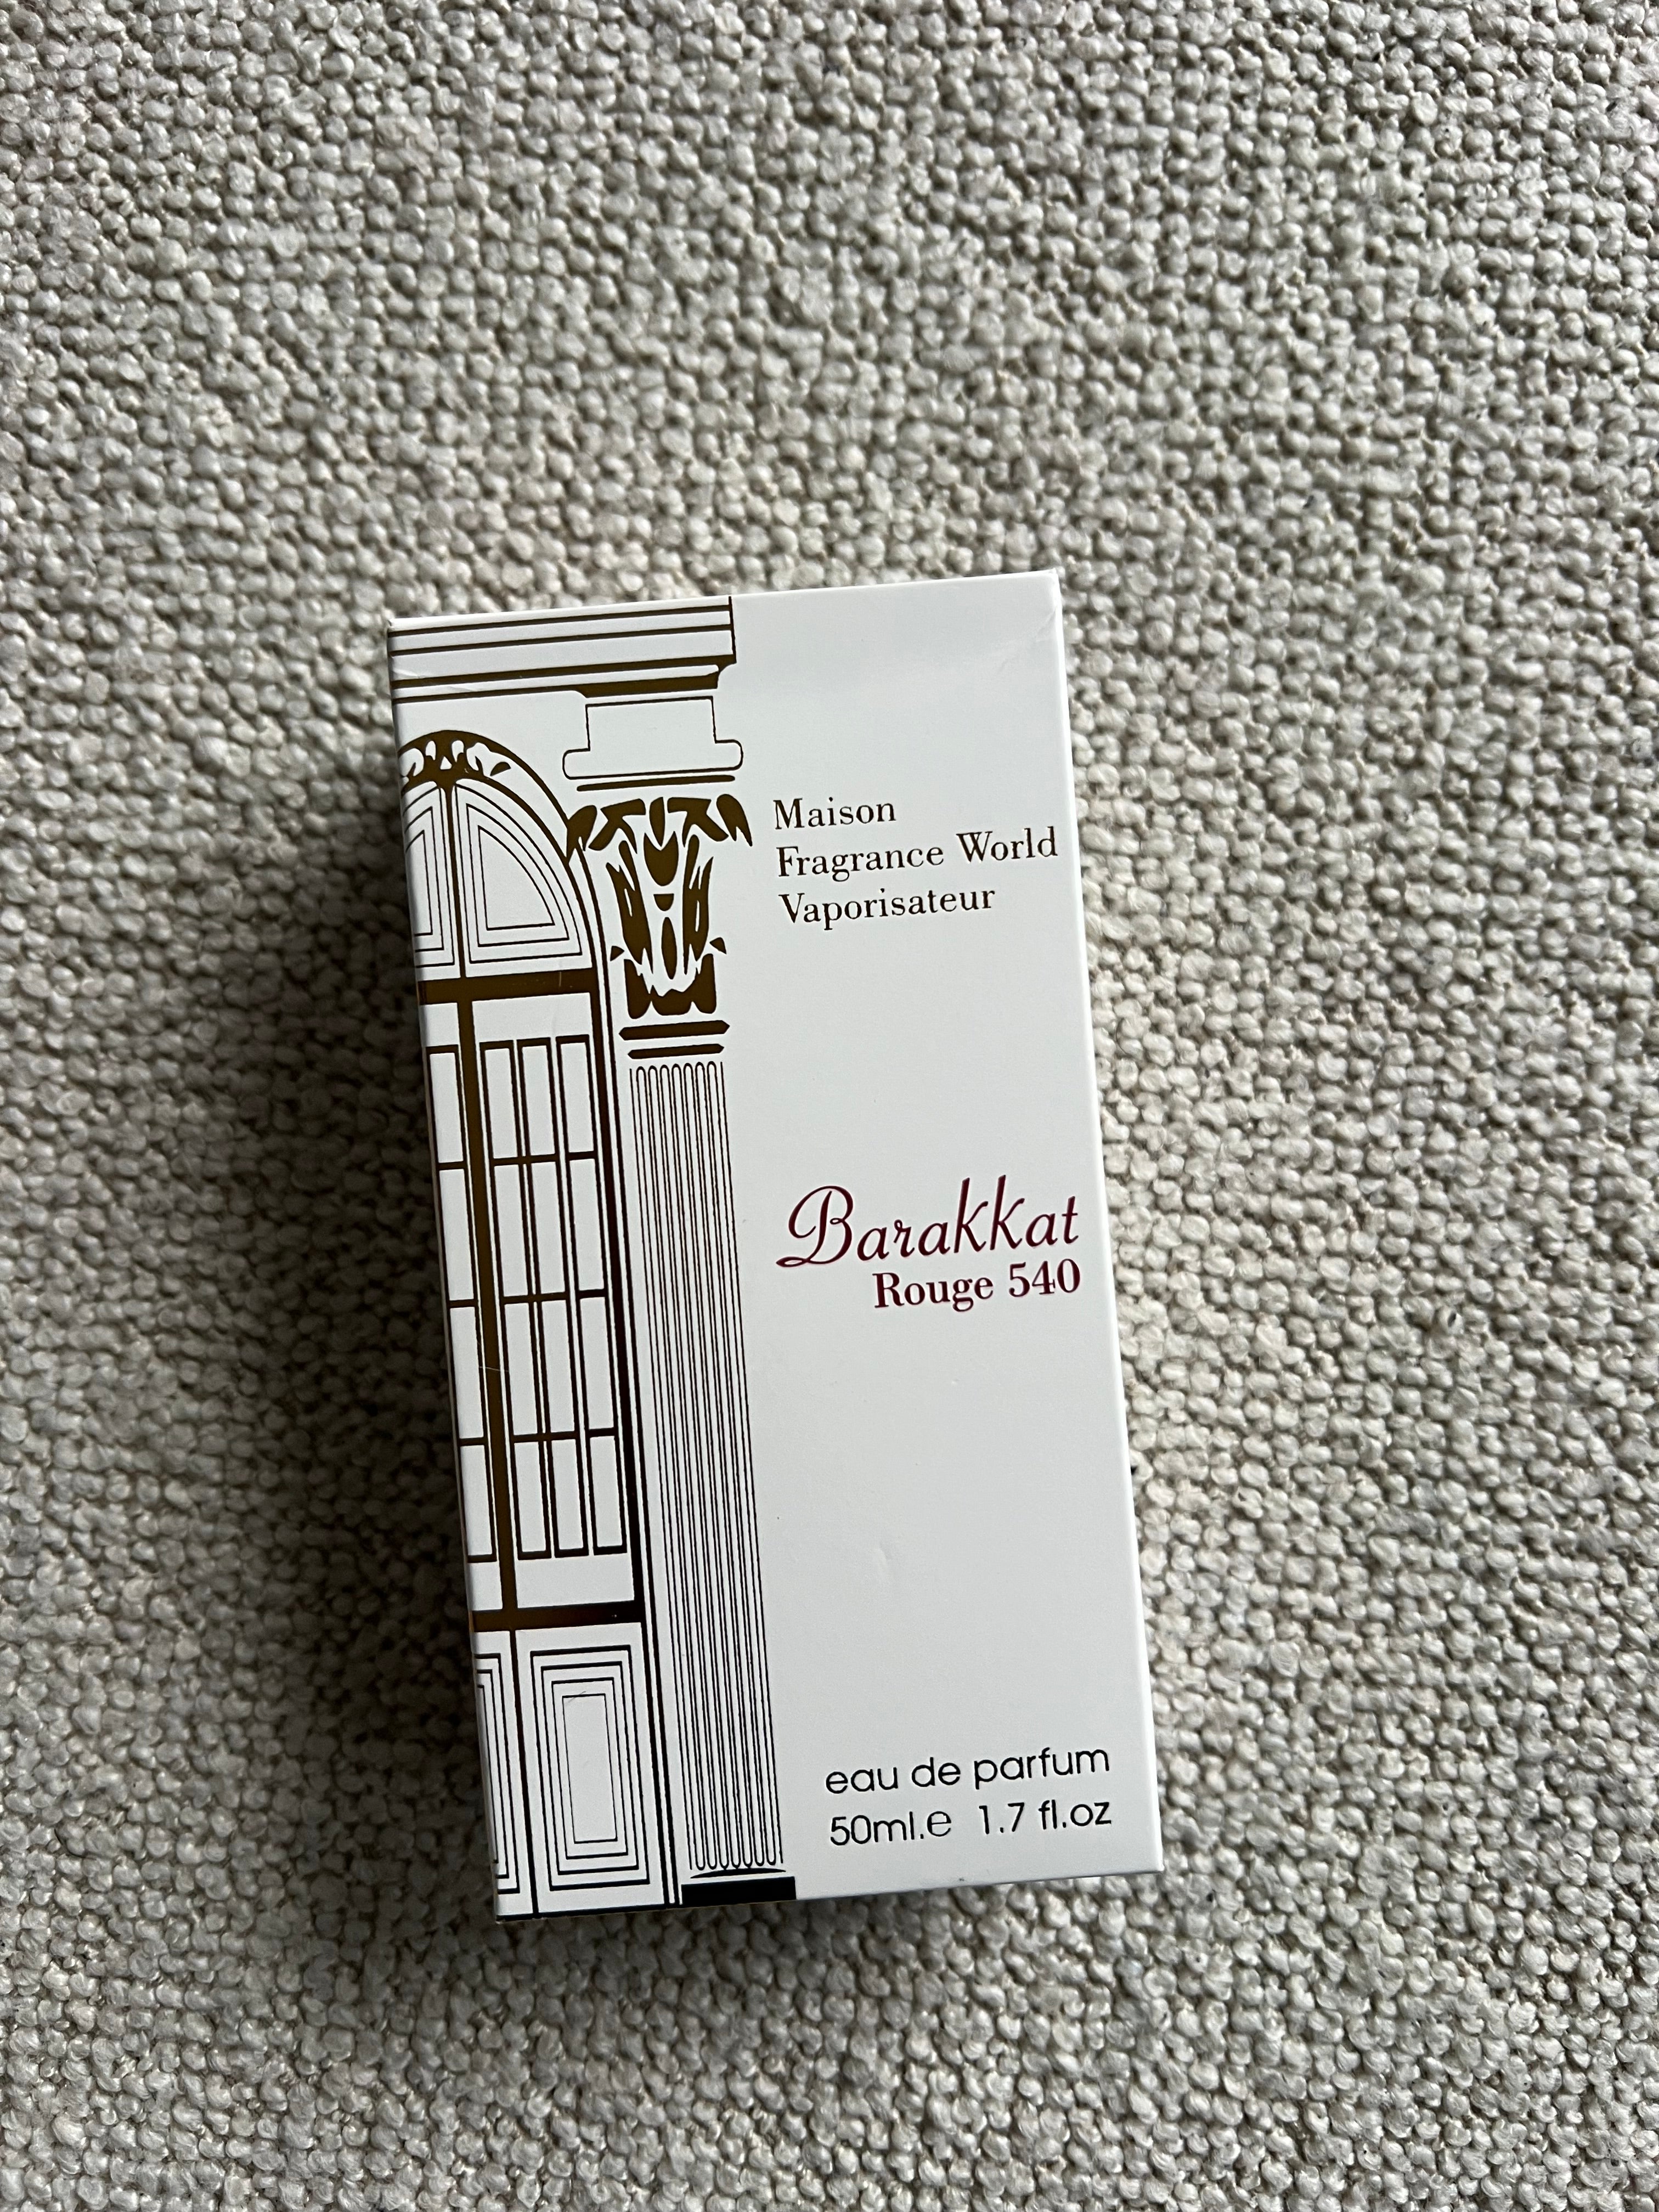 Maison
Fragrance World
Vaporisateur
Barakkat
Rouge 540
eau de parfum
50ml.e 1.7 fl.oz